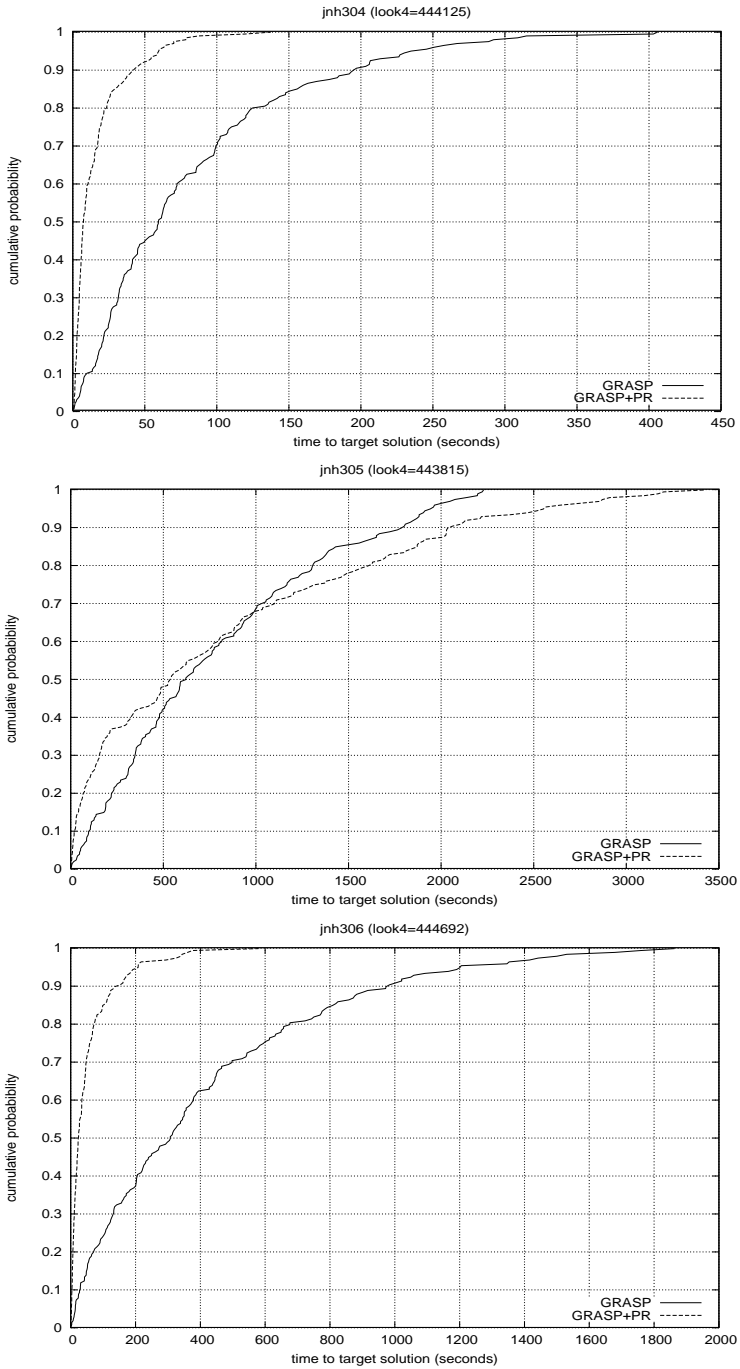 jnh304 (look4=444125)
1
0.9
0.8
0.7
0.6
0.5
0.4
0.3
0.2
0.1
0
cumulative probability
GRASP
GRASP+PR
0 50 100 150 200 250 300 350 400 450
time to target solution (seconds)
jnh305 (look4=443815)
1
0.9
0.8
0.7
0.6
0.5
0.4
0.3
0.2
0.1
0
cumulative probability
GRASP
GRASP+PR
0 500 1000 1500 2000 2500 3000 3500
time to target solution (seconds)
jnh306 (look4=444692)
1
0.9
0.8
0.7
0.6
0.5
0.4
0.3
0.2
0.1
0
cumulative probability
GRASP
GRASP+PR
0 200 400 600 800 1000 1200 1400 1600 1800 2000
time to target solution (seconds)